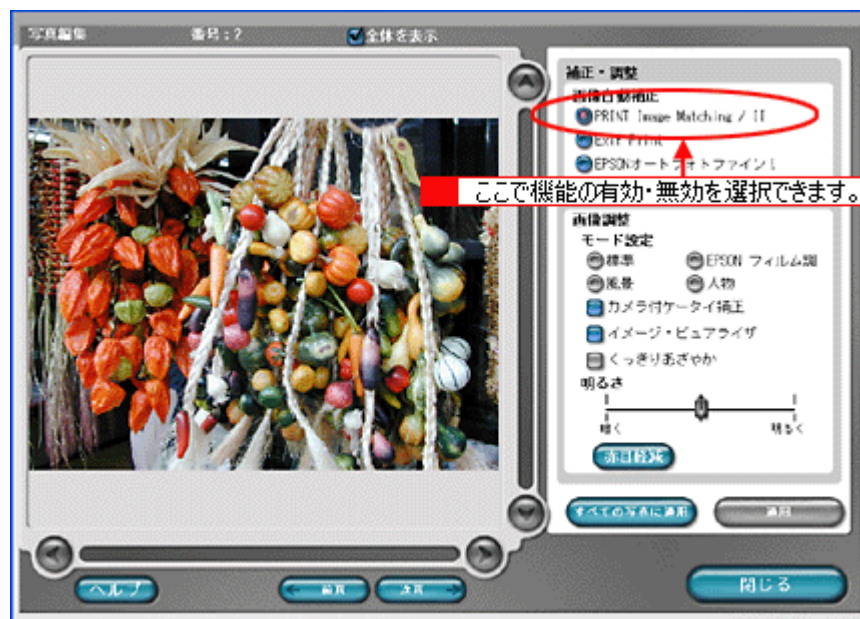 写真編集 番号:2 全体を表示
補正・調整
画像自動補正
PRINT Image Matching / II
Exif Print
EPSONオートフォトファイン!
ここで機能の有効・無効を選択できます。
画像調整
モード設定
標準 EPSON フィルム調
風景 人物
カメラ付ケータイ補正
イメージ・ピュアライザ
くっきりあざやか
明るさ
暗く 明るく
赤目軽減
すべての写真に適用 適用
ヘルプ 前頁 次頁 閉じる